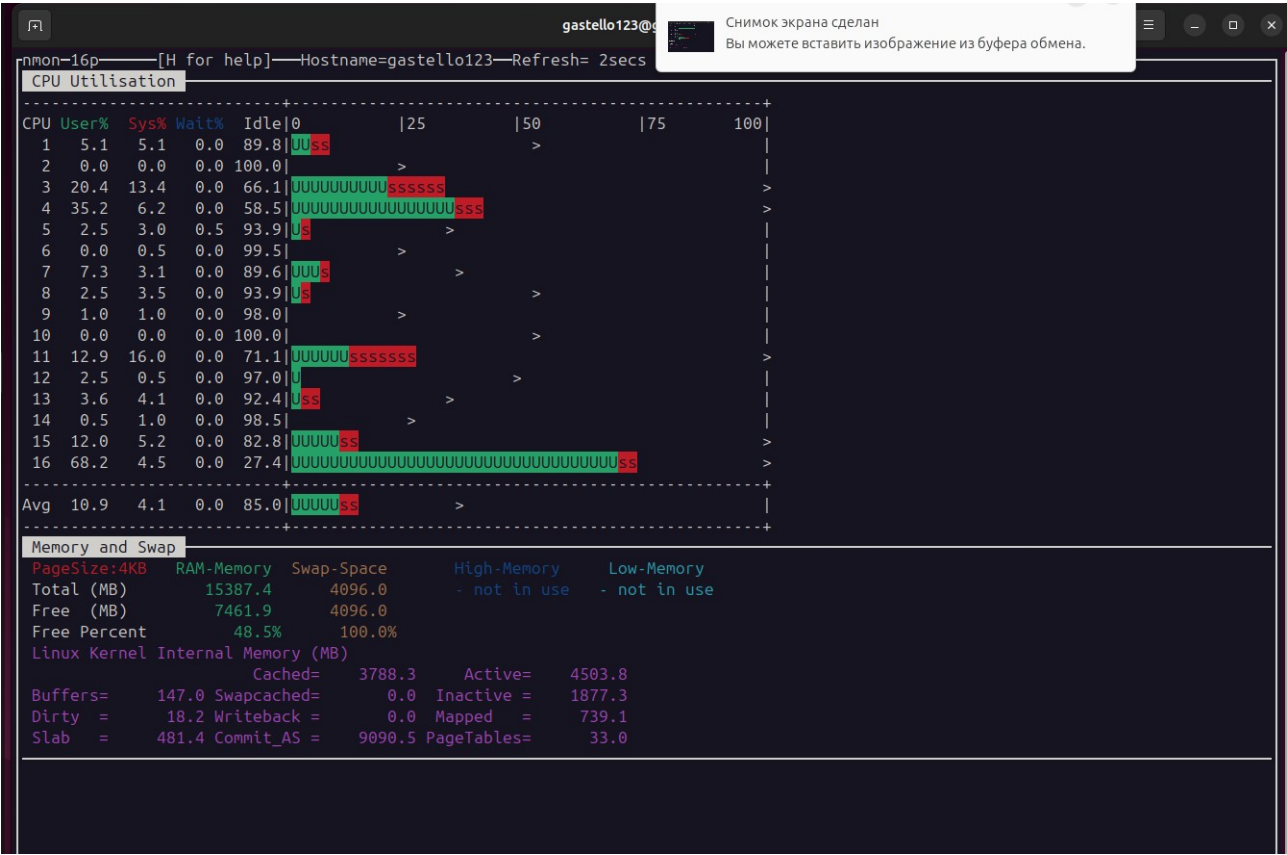 gastello123@g
Снимок экрана сделан
Вы можете вставить изображение из буфера обмена.
nmon─16p──────[H for help]───Hostname=gastello123──Refresh= 2secs
CPU Utilisation
---------------------------+--------------------------------------------------+
CPU User%  Sys% Wait%  Idle|0          |25         |50          |75       100|
1   5.1   5.1   0.0  89.8|UUss                     >                        |
2   0.0   0.0   0.0 100.0|            >                                     |
3  20.4  13.4   0.0  66.1|UUUUUUUUUUssssss                                  >
4  35.2   6.2   0.0  58.5|UUUUUUUUUUUUUUUUUsss                              >
5   2.5   3.0   0.5  93.9|Us               >                                |
6   0.0   0.5   0.0  99.5|            >                                     |
7   7.3   3.1   0.0  89.6|UUUs              >                               |
8   2.5   3.5   0.0  93.9|Us                       >                        |
9   1.0   1.0   0.0  98.0|            >                                     |
10   0.0   0.0   0.0 100.0|                         >                        |
11  12.9  16.0   0.0  71.1|UUUUUUsssssss                                     >
12   2.5   0.5   0.0  97.0|U                      >                          |
13   3.6   4.1   0.0  92.4|Uss              >                                |
14   0.5   1.0   0.0  98.5|             >                                    |
15  12.0   5.2   0.0  82.8|UUUUUss                                           >
16  68.2   4.5   0.0  27.4|UUUUUUUUUUUUUUUUUUUUUUUUUUUUUUUUUUss              >
---------------------------+--------------------------------------------------+
Avg  10.9   4.1   0.0  85.0|UUUUUss           >                               |
---------------------------+--------------------------------------------------+
Memory and Swap
PageSize:4KB   RAM-Memory  Swap-Space       High-Memory     Low-Memory
Total (MB)        15387.4      4096.0       - not in use   - not in use
Free  (MB)         7461.9      4096.0
Free Percent         48.5%      100.0%
Linux Kernel Internal Memory (MB)
Cached=    3788.3     Active=    4503.8
Buffers=     147.0 Swapcached=       0.0  Inactive =    1877.3
Dirty  =      18.2 Writeback =       0.0  Mapped   =     739.1
Slab   =     481.4 Commit_AS =    9090.5 PageTables=      33.0